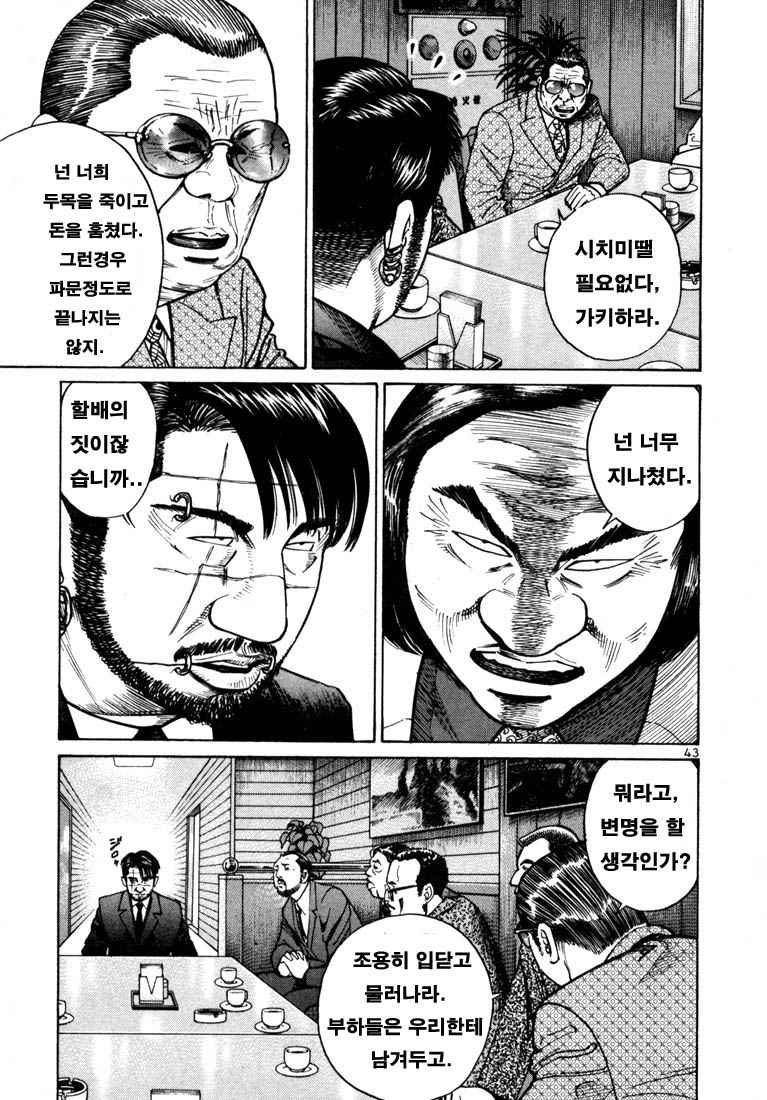 시치미땔
필요없다,
가키하라.
넌 너희
두목을 죽이고
돈을 훔쳤다.
그런경우
파문정도로
끝나지는
않지.
넌 너무
지나쳤다.
할배의
짓이잖
습니까..
43
뭐라고,
변명을 할
생각인가?
조용히 입닫고
물러나라.
부하들은 우리한테
남겨두고.